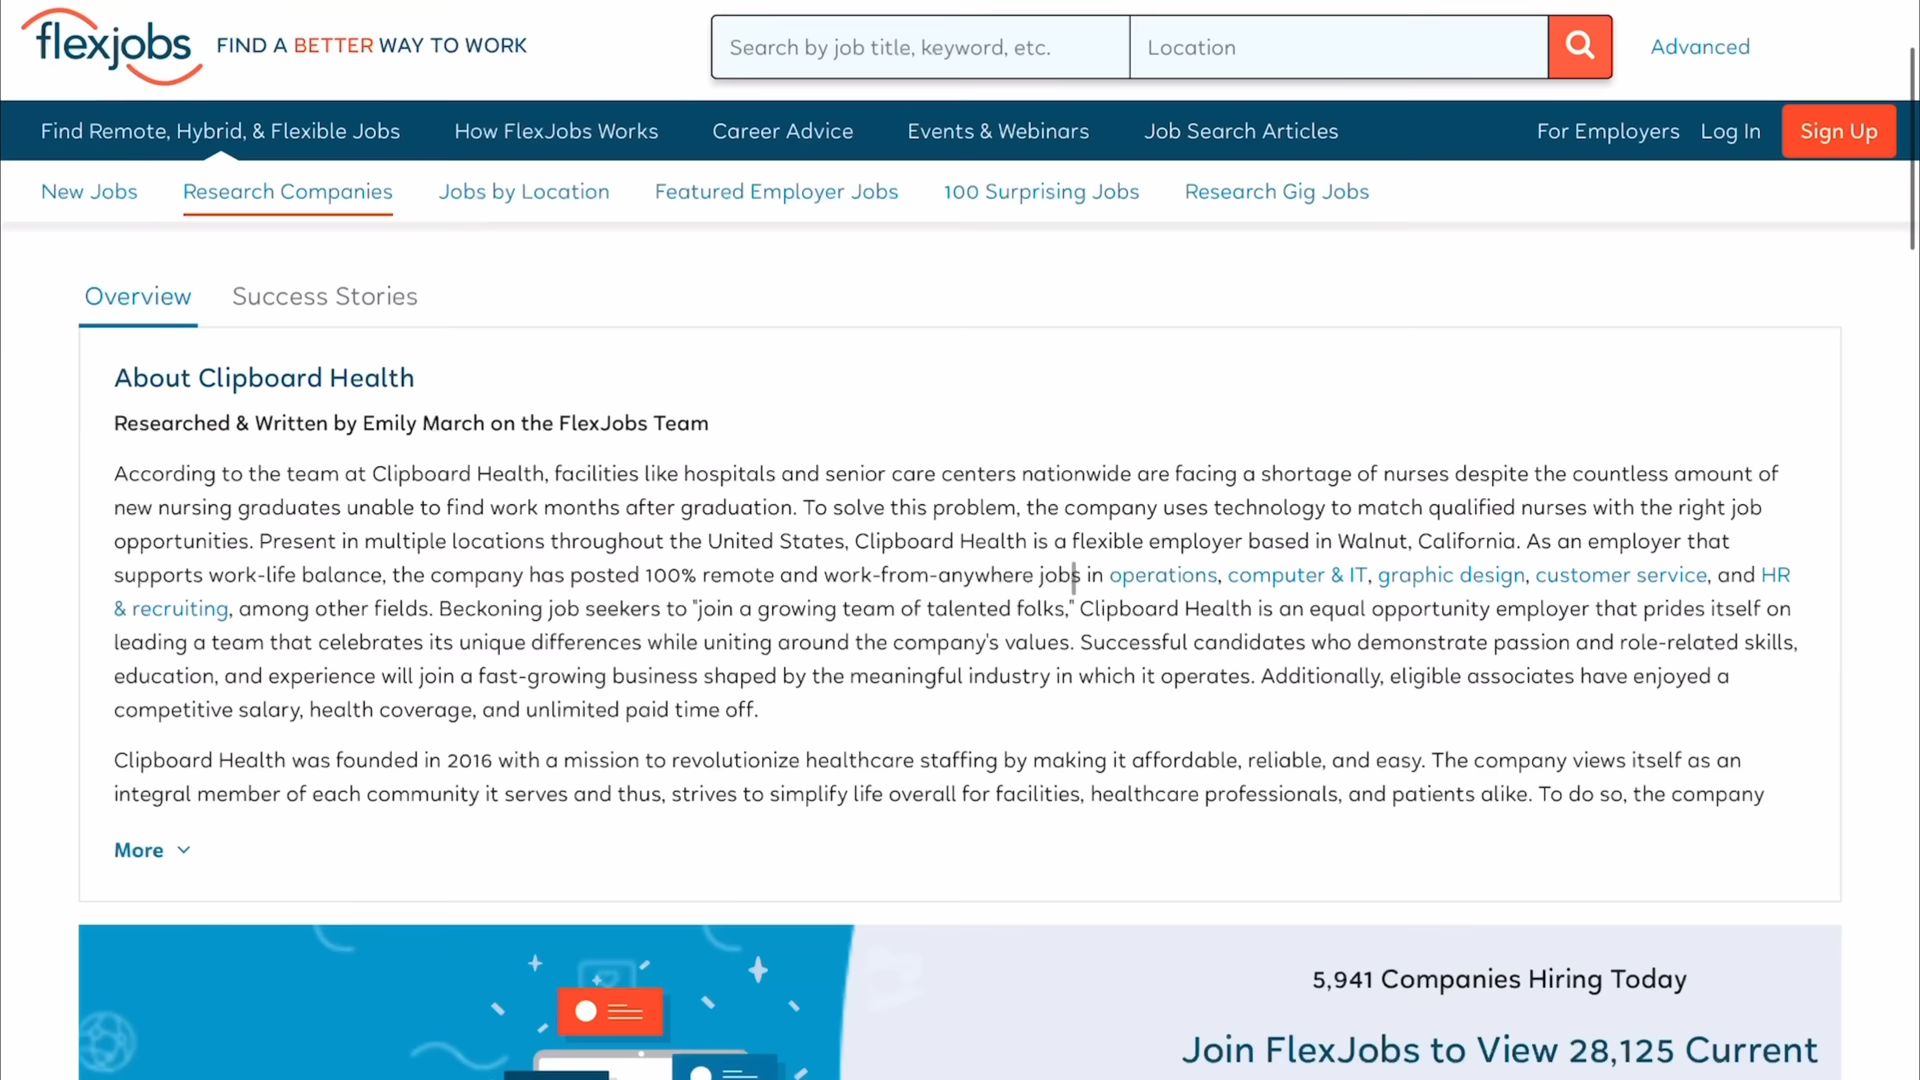 flexjobs FIND A BETTER WAY TO WORK
Search by job title, keyword, etc. Location Advanced
Find Remote, Hybrid, & Flexible Jobs How FlexJobs Works Career Advice Events & Webinars Job Search Articles For Employers Log In Sign Up
New Jobs Research Companies Jobs by Location Featured Employer Jobs 100 Surprising Jobs Research Gig Jobs
Overview Success Stories
About Clipboard Health
Researched & Written by Emily March on the FlexJobs Team
According to the team at Clipboard Health, facilities like hospitals and senior care centers nationwide are facing a shortage of nurses despite the countless amount of
new nursing graduates unable to find work months after graduation. To solve this problem, the company uses technology to match qualified nurses with the right job
opportunities. Present in multiple locations throughout the United States, Clipboard Health is a flexible employer based in Walnut, California. As an employer that
supports work-life balance, the company has posted 100% remote and work-from-anywhere jobs in operations, computer & IT, graphic design, customer service, and HR
& recruiting, among other fields. Beckoning job seekers to "join a growing team of talented folks," Clipboard Health is an equal opportunity employer that prides itself on
leading a team that celebrates its unique differences while uniting around the company's values. Successful candidates who demonstrate passion and role-related skills,
education, and experience will join a fast-growing business shaped by the meaningful industry in which it operates. Additionally, eligible associates have enjoyed a
competitive salary, health coverage, and unlimited paid time off.
Clipboard Health was founded in 2016 with a mission to revolutionize healthcare staffing by making it affordable, reliable, and easy. The company views itself as an
integral member of each community it serves and thus, strives to simplify life overall for facilities, healthcare professionals, and patients alike. To do so, the company
More
5,941 Companies Hiring Today
Join FlexJobs to View 28,125 Current